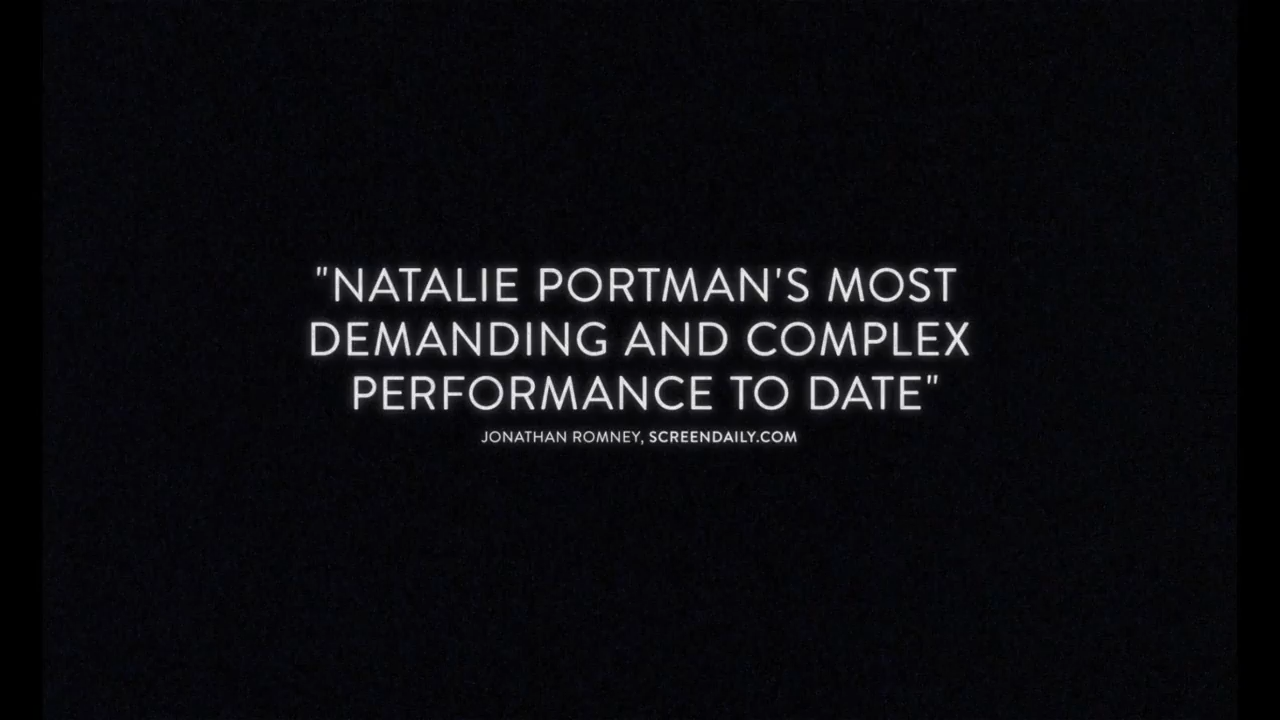 "NATALIE PORTMAN'S MOST
DEMANDING AND COMPLEX
PERFORMANCE TO DATE"
JONATHAN ROMNEY, SCREENDAILY.COM